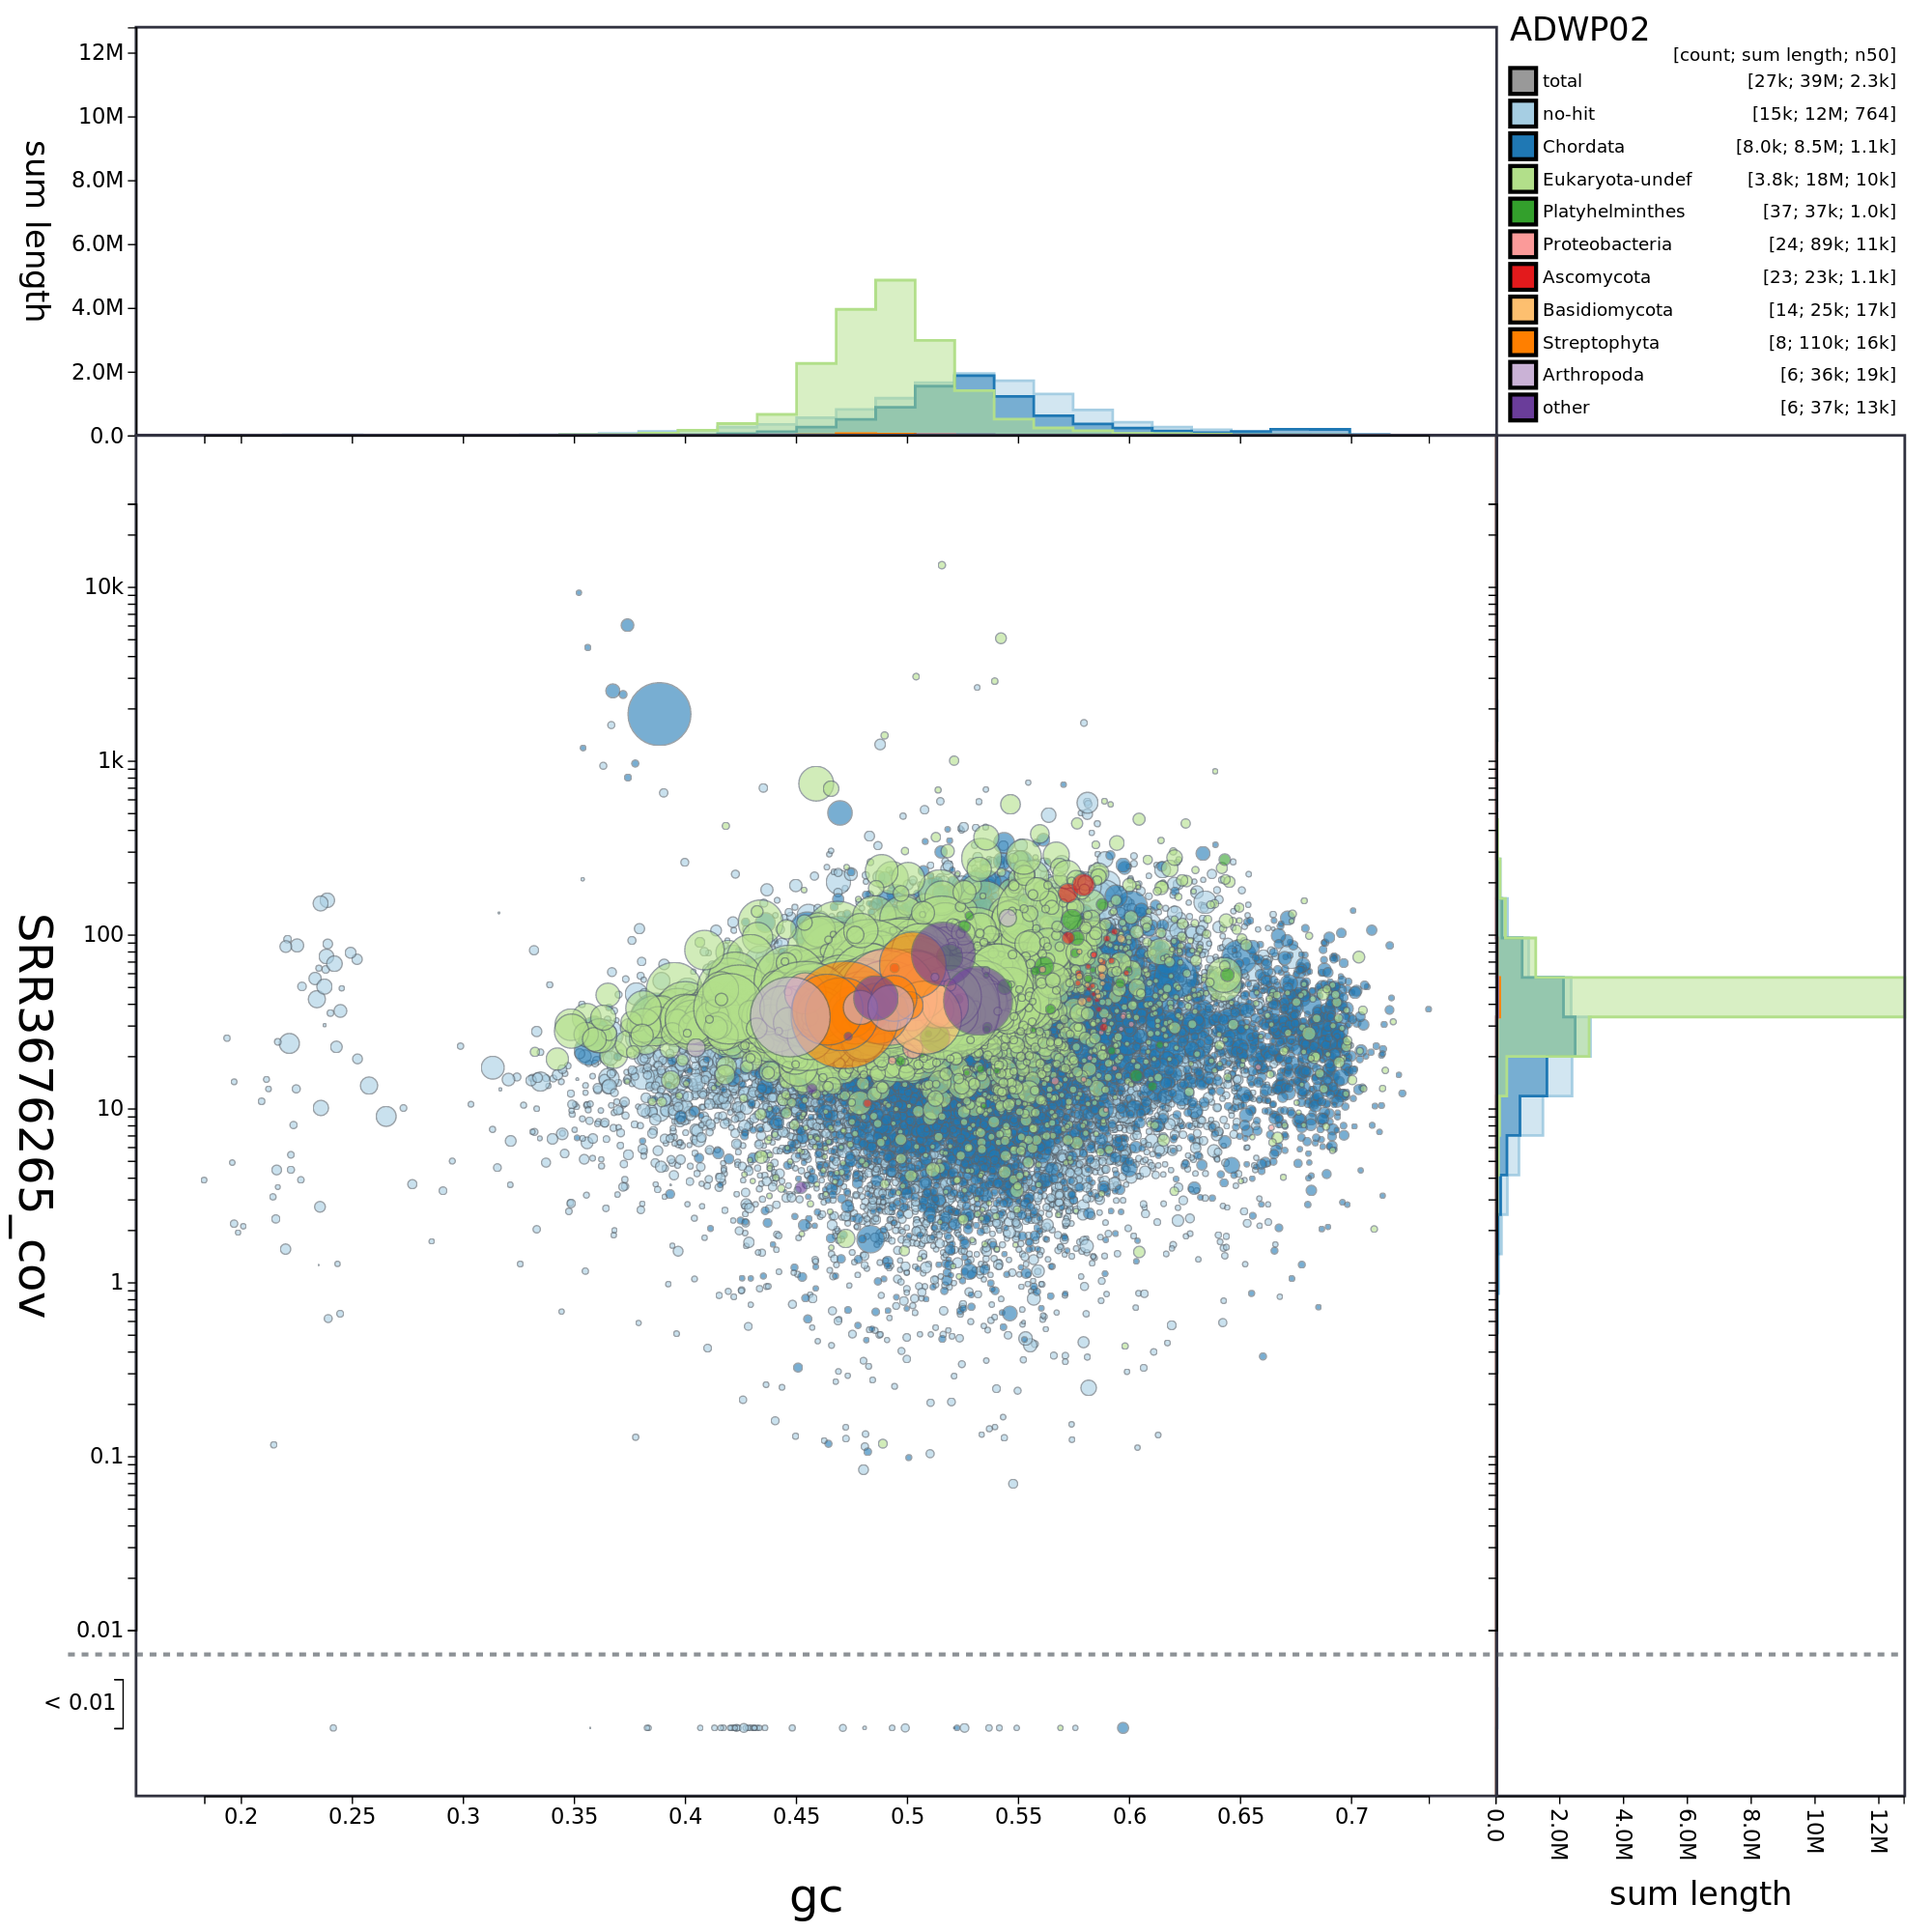 ADWP02
[count; sum length; n50]
total [27k; 39M; 2.3k]
no-hit [15k; 12M; 764]
Chordata [8.0k; 8.5M; 1.1k]
Eukaryota-undef [3.8k; 18M; 10k]
Platyhelminthes [37; 37k; 1.0k]
Proteobacteria [24; 89k; 11k]
Ascomycota [23; 23k; 1.1k]
Basidiomycota [14; 25k; 17k]
Streptophyta [8; 110k; 16k]
Arthropoda [6; 36k; 19k]
other [6; 37k; 13k]
sum length
12M
10M
8.0M
6.0M
4.0M
2.0M
0.0
SRR3676265_cov
10k
1k
100
10
1
0.1
0.01
< 0.01
0.2 0.25 0.3 0.35 0.4 0.45 0.5 0.55 0.6 0.65 0.7
gc
0.0 2.0M 4.0M 6.0M 8.0M 10M 12M
sum length